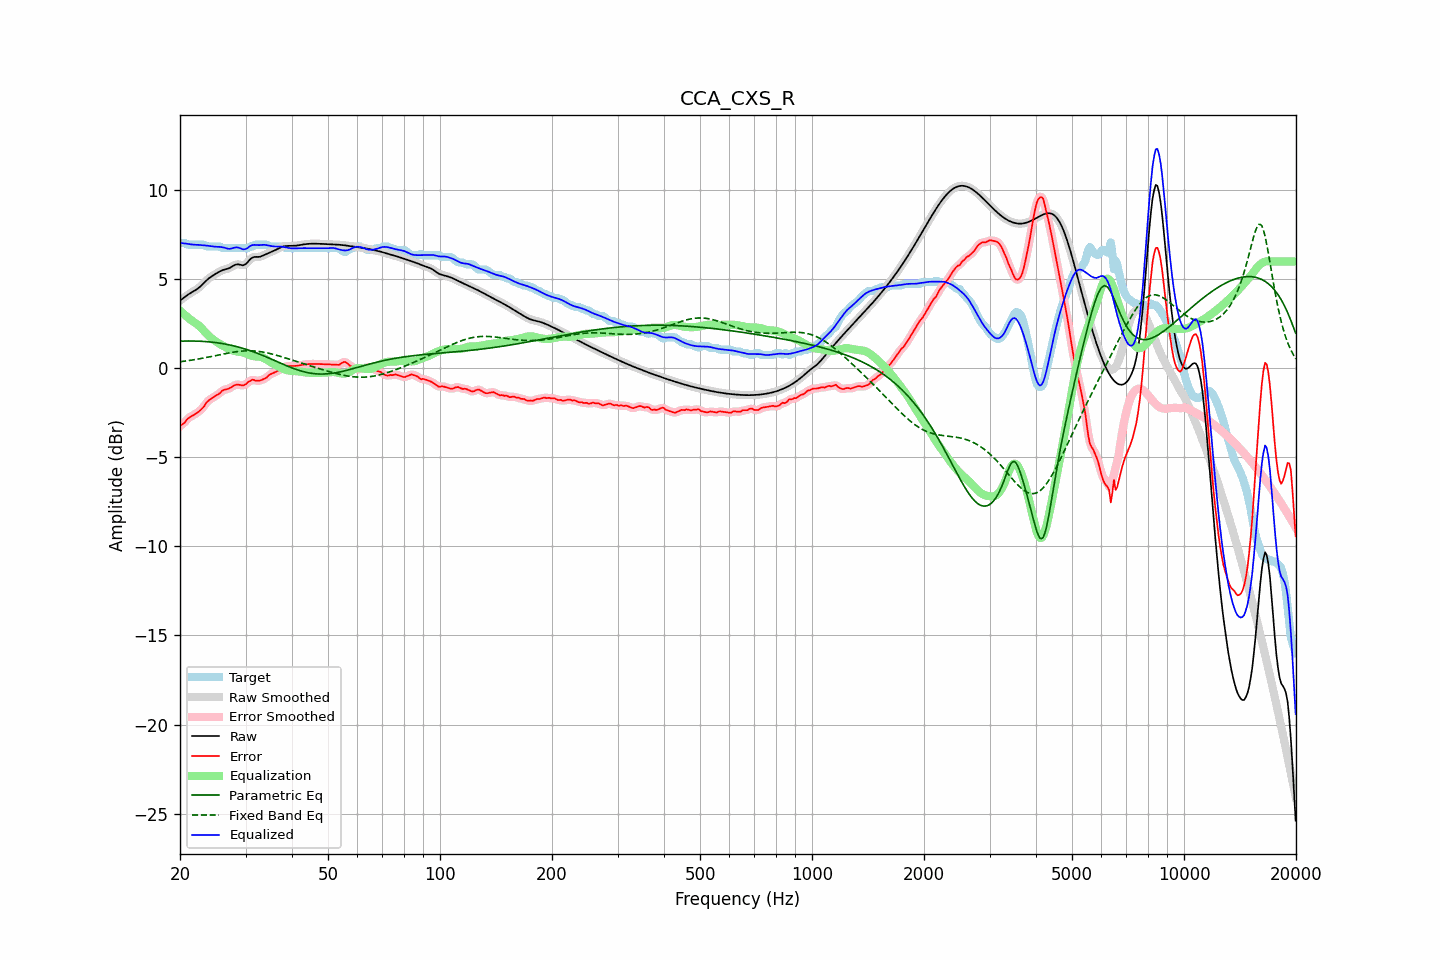 CCA_CXS_R
Amplitude (dBr)
10
5
0
−5
−10
−15
−20
−25
Target
Raw Smoothed
Error Smoothed
Raw
Error
Equalization
Parametric Eq
Fixed Band Eq
Equalized
20 50 100 200 500 1000 2000 5000 10000 20000
Frequency (Hz)